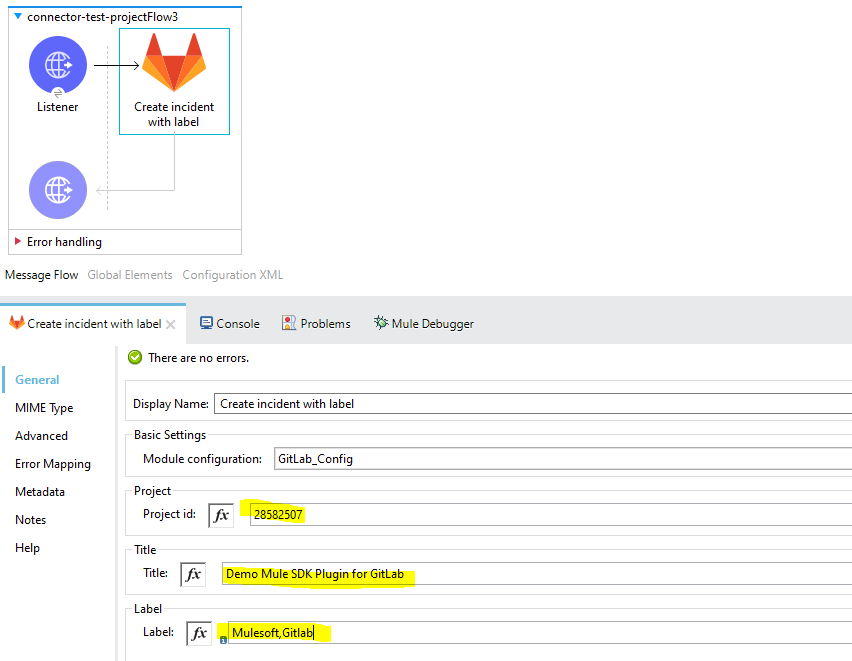 connector-test-projectFlow3
Listener
Create incident
with label
Error handling
Message Flow Global Elements Configuration XML
Create incident with label Console Problems Mule Debugger
There are no errors.
General
MIME Type
Advanced
Error Mapping
Metadata
Notes
Help
Display Name: Create incident with label
Basic Settings
Module configuration: GitLab_Config
Project
Project id: fx 28582507
Title
Title: fx Demo Mule SDK Plugin for GitLab
Label
Label: fx Mulesoft,Gitlab